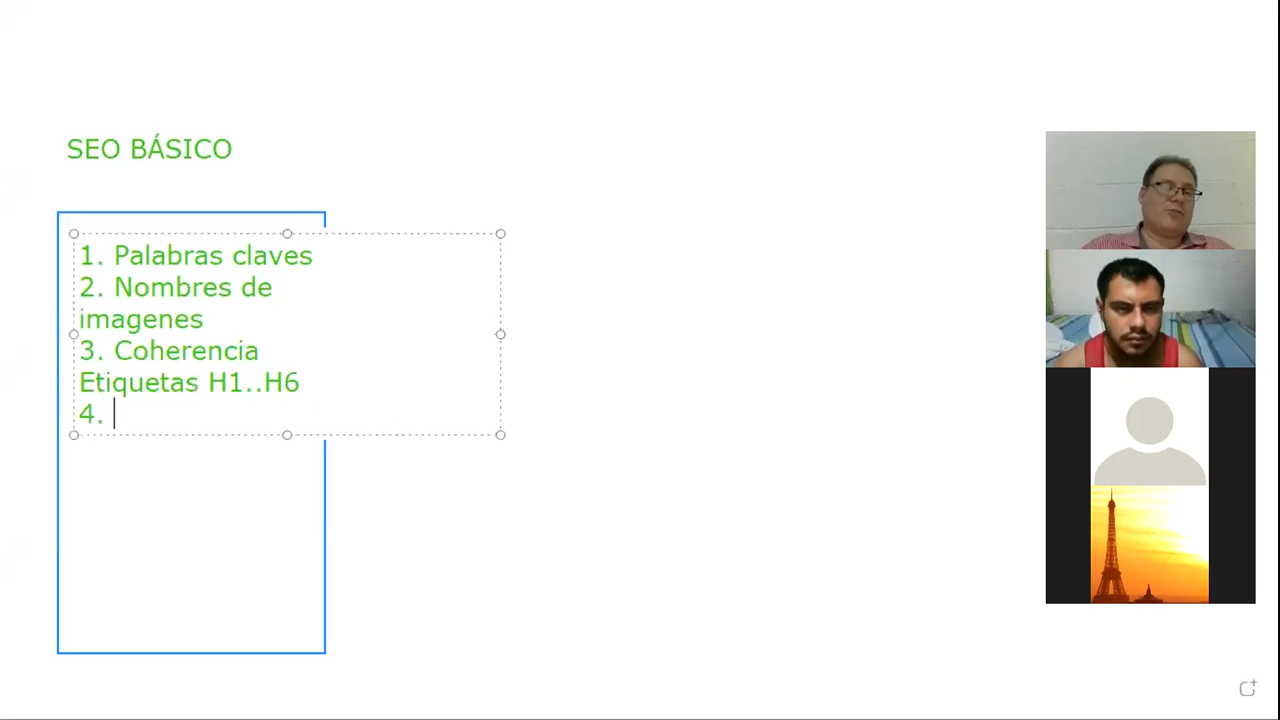 SEO BÁSICO
1. Palabras claves
2. Nombres de
imagenes
3. Coherencia
Etiquetas H1..H6
4.